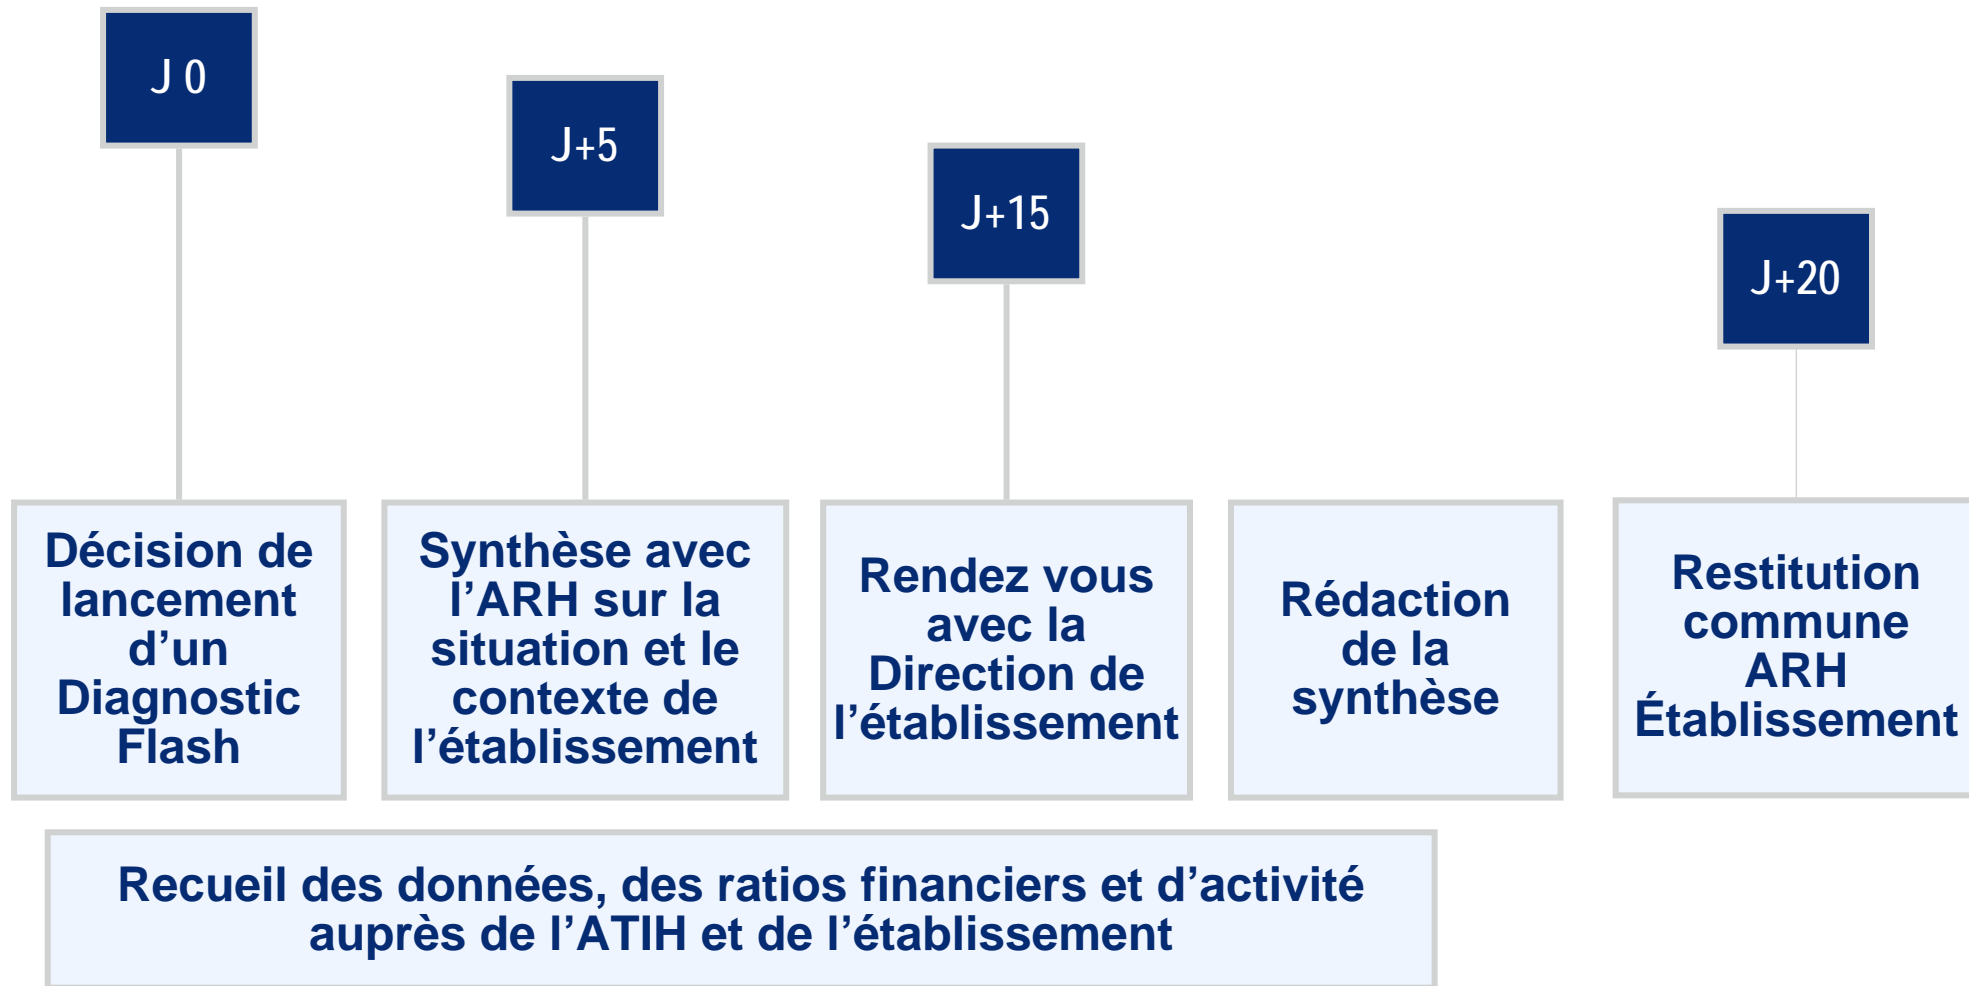 J 0
J+5
J+15
J+20
Décision de
lancement
d’un
Diagnostic
Flash
Synthèse avec
l’ARH sur la
situation et le
contexte de
l’établissement
Rendez vous
avec la
Direction de
l’établissement
Rédaction
de la
synthèse
Restitution
commune
ARH
Établissement
Recueil des données, des ratios financiers et d’activité
auprès de l’ATIH et de l’établissement